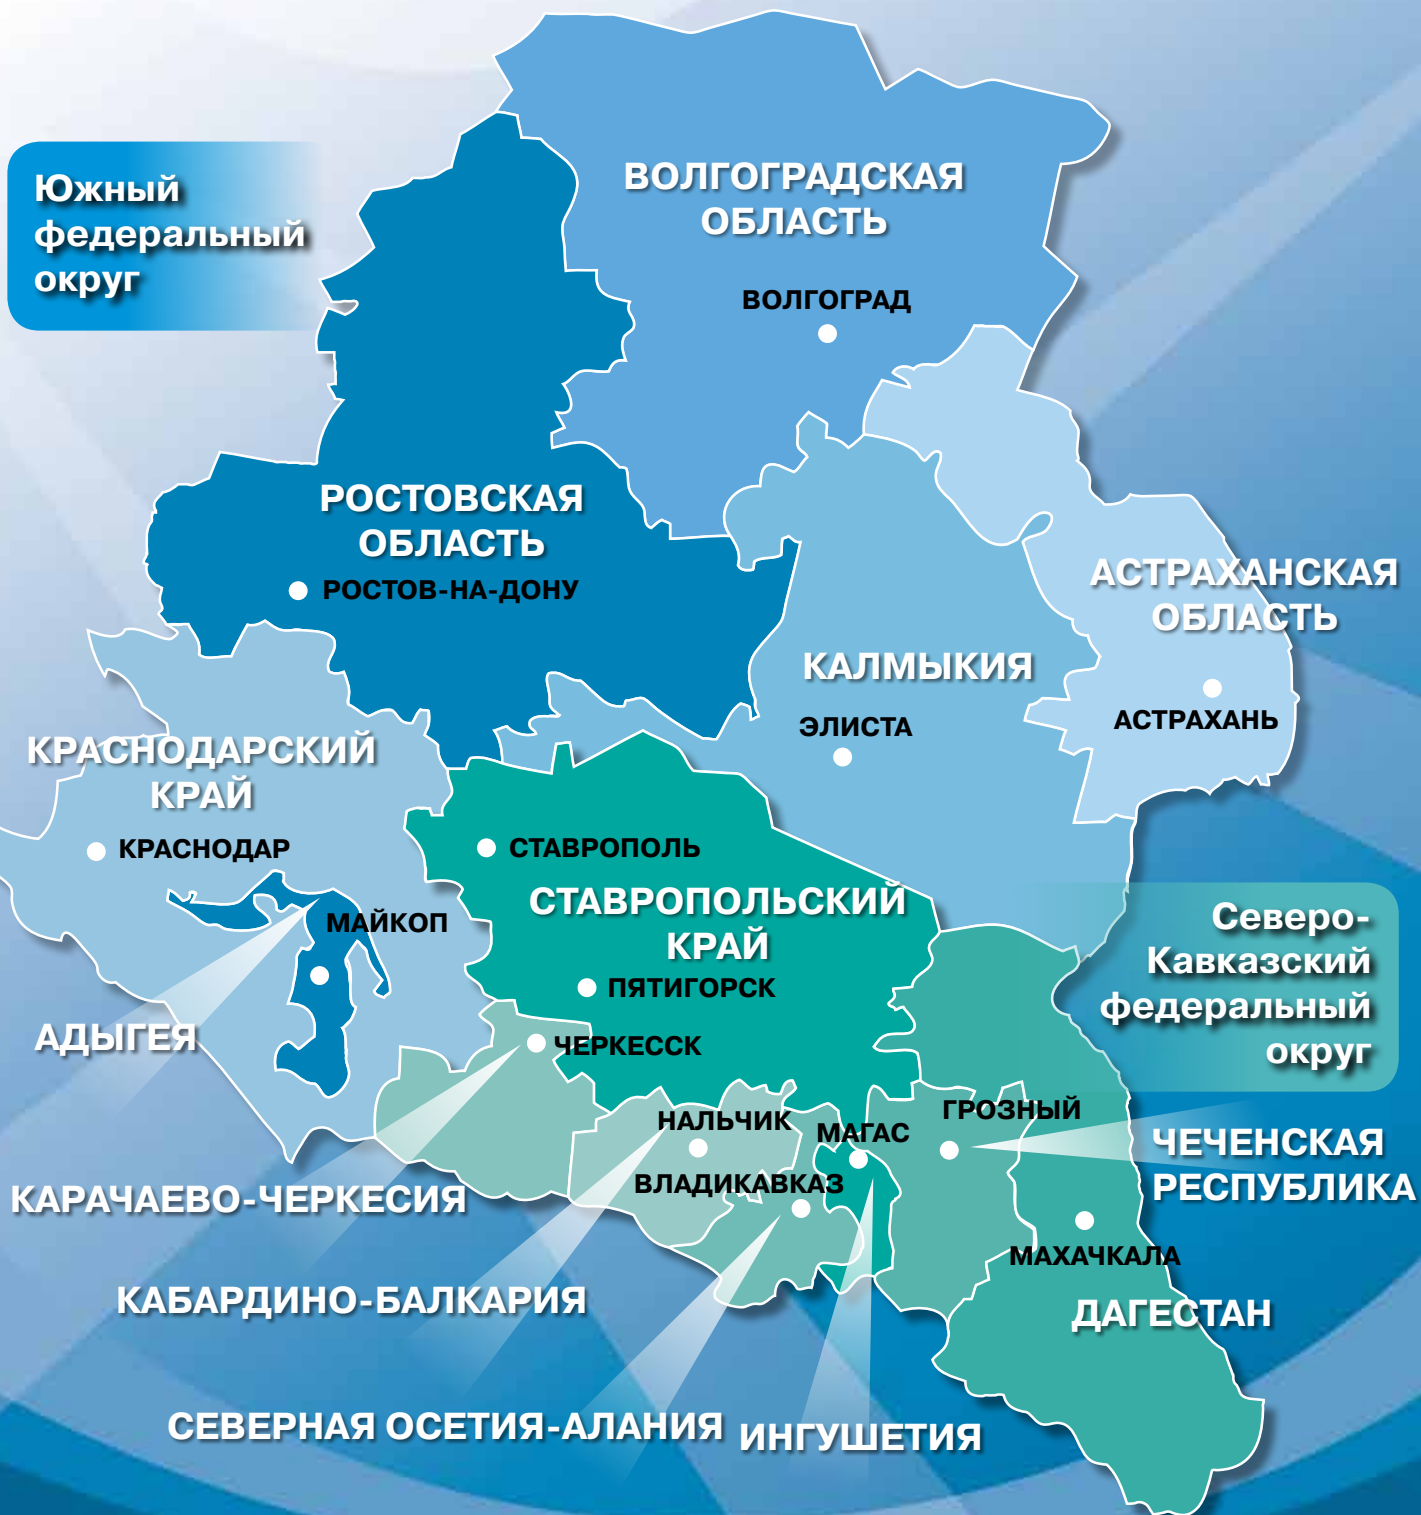 Южный
федеральный
округ
ВОЛГОГРАДСКАЯ
ОБЛАСТЬ
ВОЛГОГРАД
РОСТОВСКАЯ
ОБЛАСТЬ
РОСТОВ-НА-ДОНУ
АСТРАХАНСКАЯ
ОБЛАСТЬ
АСТРАХАНЬ
КАЛМЫКИЯ
ЭЛИСТА
КРАСНОДАРСКИЙ
КРАЙ
КРАСНОДАР
СТАВРОПОЛЬ
СТАВРОПОЛЬСКИЙ
КРАЙ
ПЯТИГОРСК
МАЙКОП
АДЫГЕЯ
Северо-
Кавказский
федеральный
округ
ЧЕРКЕССК
НАЛЬЧИК
МАГАС
ГРОЗНЫЙ
ВЛАДИКАВКАЗ
ЧЕЧЕНСКАЯ
РЕСПУБЛИКА
КАРАЧАЕВО-ЧЕРКЕСИЯ
МАХАЧКАЛА
КАБАРДИНО-БАЛКАРИЯ
ДАГЕСТАН
СЕВЕРНАЯ ОСЕТИЯ-АЛАНИЯ
ИНГУШЕТИЯ